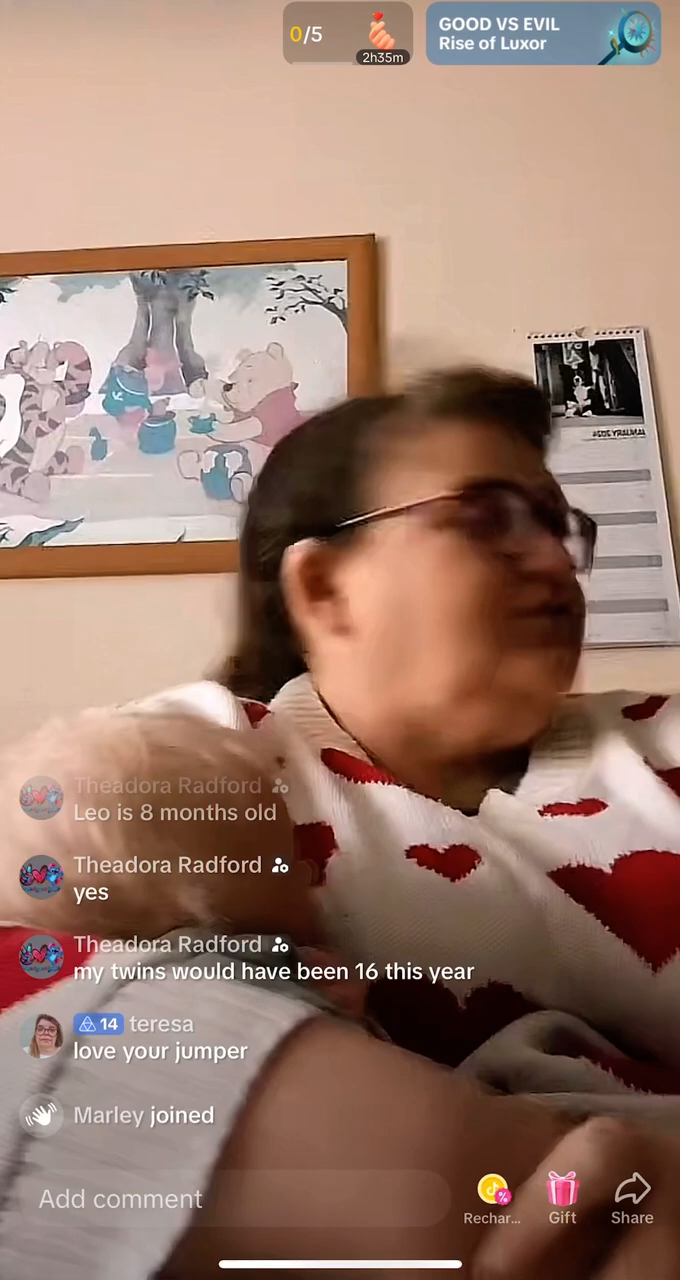 0/5
2h35m
GOOD VS EVIL
Rise of Luxor
Theadora Radford
Leo is 8 months old
Theadora Radford
yes
Theadora Radford
my twins would have been 16 this year
14 teresa
love your jumper
Marley joined
Add comment
Rechar...
Gift
Share